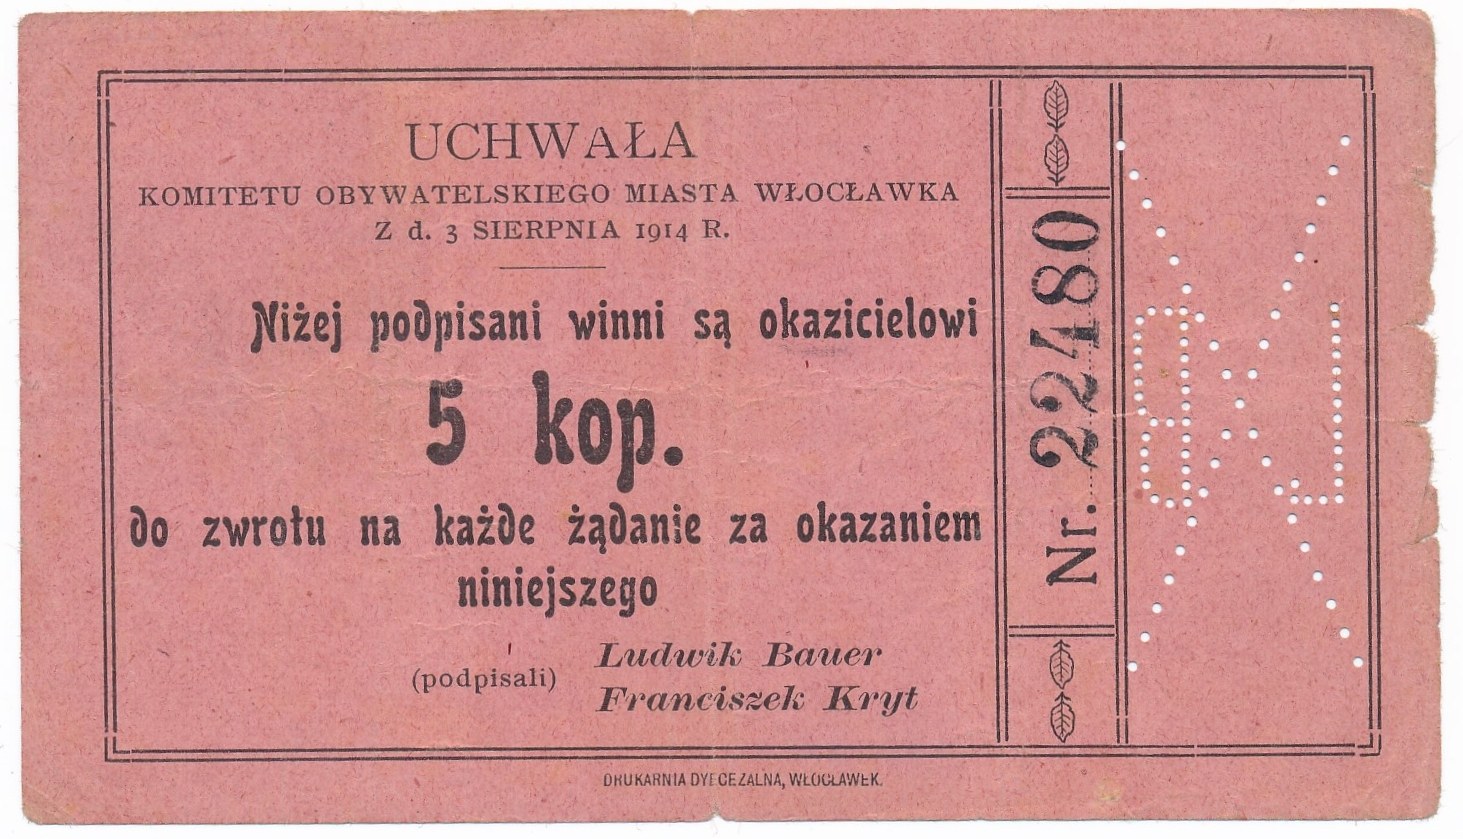 UCHWAŁA
KOMITETU OBYWATELSKIEGO MIASTA WŁOCŁAWKA
Z d. 3 SIERPNIA 1914 R.
Niżej podpisani winni są okazicielowi
5 kop.
do zwrotu na każde żądanie za okazaniem
niniejszego
(podpisali) Ludwik Bauer
Franciszek Kryt
Nr. 22480
DRUKARNIA DYECEZALNA, WŁOCŁAWEK.